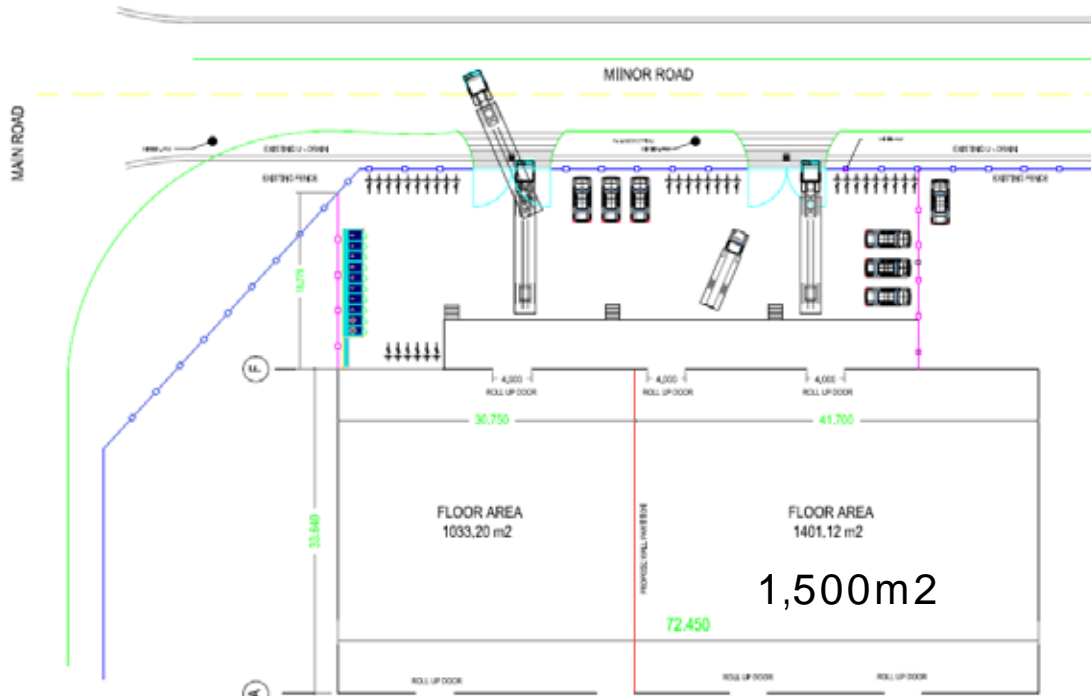 MIINOR ROAD
MAIN ROAD
EXISTING U - DRAIN
EXISTING U - DRAIN
EXISTING FENCE
EXISTING FENCE
F
4,000
ROLL UP DOOR
4,000
ROLL UP DOOR
4,000
ROLL UP DOOR
30.750
41.700
33.640
FLOOR AREA
1033.20 m2
FLOOR AREA
1401.12 m2
1,500m2
72.450
ROLL UP DOOR
ROLL UP DOOR
ROLL UP DOOR
A